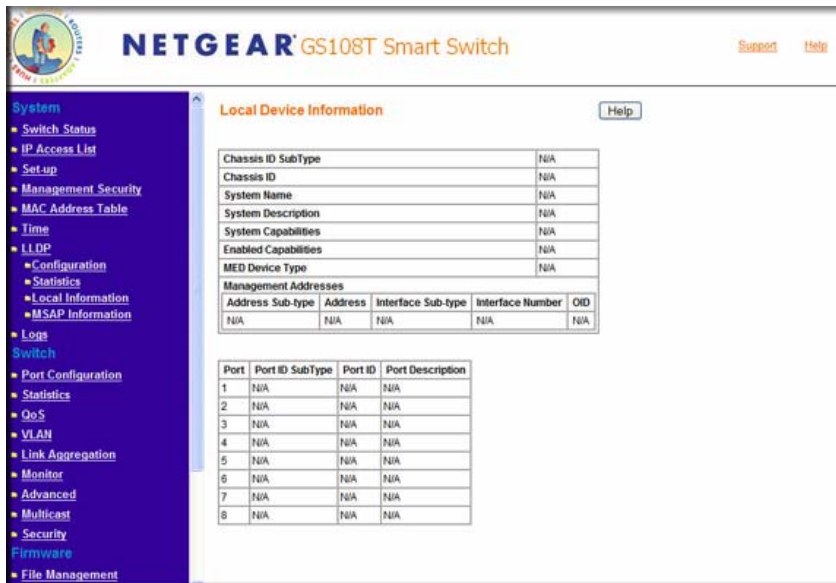 ROUTERS | ADAPTERS | HUBS
NETGEAR GS108T Smart Switch
Support Help
System
Switch Status
IP Access List
Set-up
Management Security
MAC Address Table
Time
LLDP
Configuration
Statistics
Local Information
MSAP Information
Logs
Switch
Port Configuration
Statistics
QoS
VLAN
Link Aggregation
Monitor
Advanced
Multicast
Security
Firmware
File Management
Local Device Information
Help
Chassis ID SubType N/A
Chassis ID N/A
System Name N/A
System Description N/A
System Capabilities N/A
Enabled Capabilities N/A
MED Device Type N/A
Management Addresses
Address Sub-type Address Interface Sub-type Interface Number OID
N/A N/A N/A N/A N/A
Port Port ID SubType Port ID Port Description
1 N/A N/A N/A
2 N/A N/A N/A
3 N/A N/A N/A
4 N/A N/A N/A
5 N/A N/A N/A
6 N/A N/A N/A
7 N/A N/A N/A
8 N/A N/A N/A